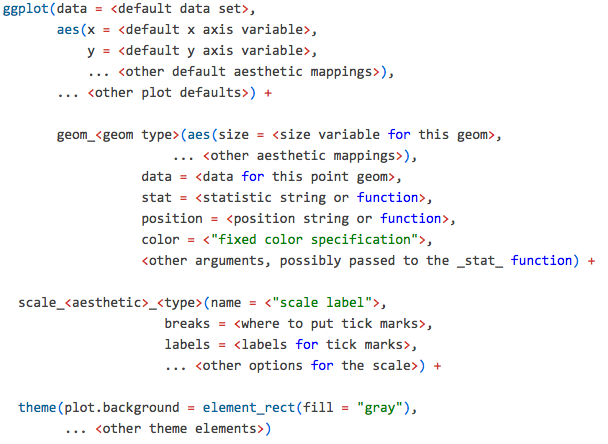 ggplot(data = <default data set>,
       aes(x = <default x axis variable>,
           y = <default y axis variable>,
           ... <other default aesthetic mappings>),
       ... <other plot defaults>) +
       geom_<geom type>(aes(size = <size variable for this geom>,
                      ... <other aesthetic mappings>),
                  data = <data for this point geom>,
                  stat = <statistic string or function>,
                  position = <position string or function>,
                  color = <"fixed color specification">,
                  <other arguments, possibly passed to the _stat_ function) +
  scale_<aesthetic>_<type>(name = <"scale label">,
                     breaks = <where to put tick marks>,
                     labels = <labels for tick marks>,
                     ... <other options for the scale>) +
  theme(plot.background = element_rect(fill = "gray"),
        ... <other theme elements>)